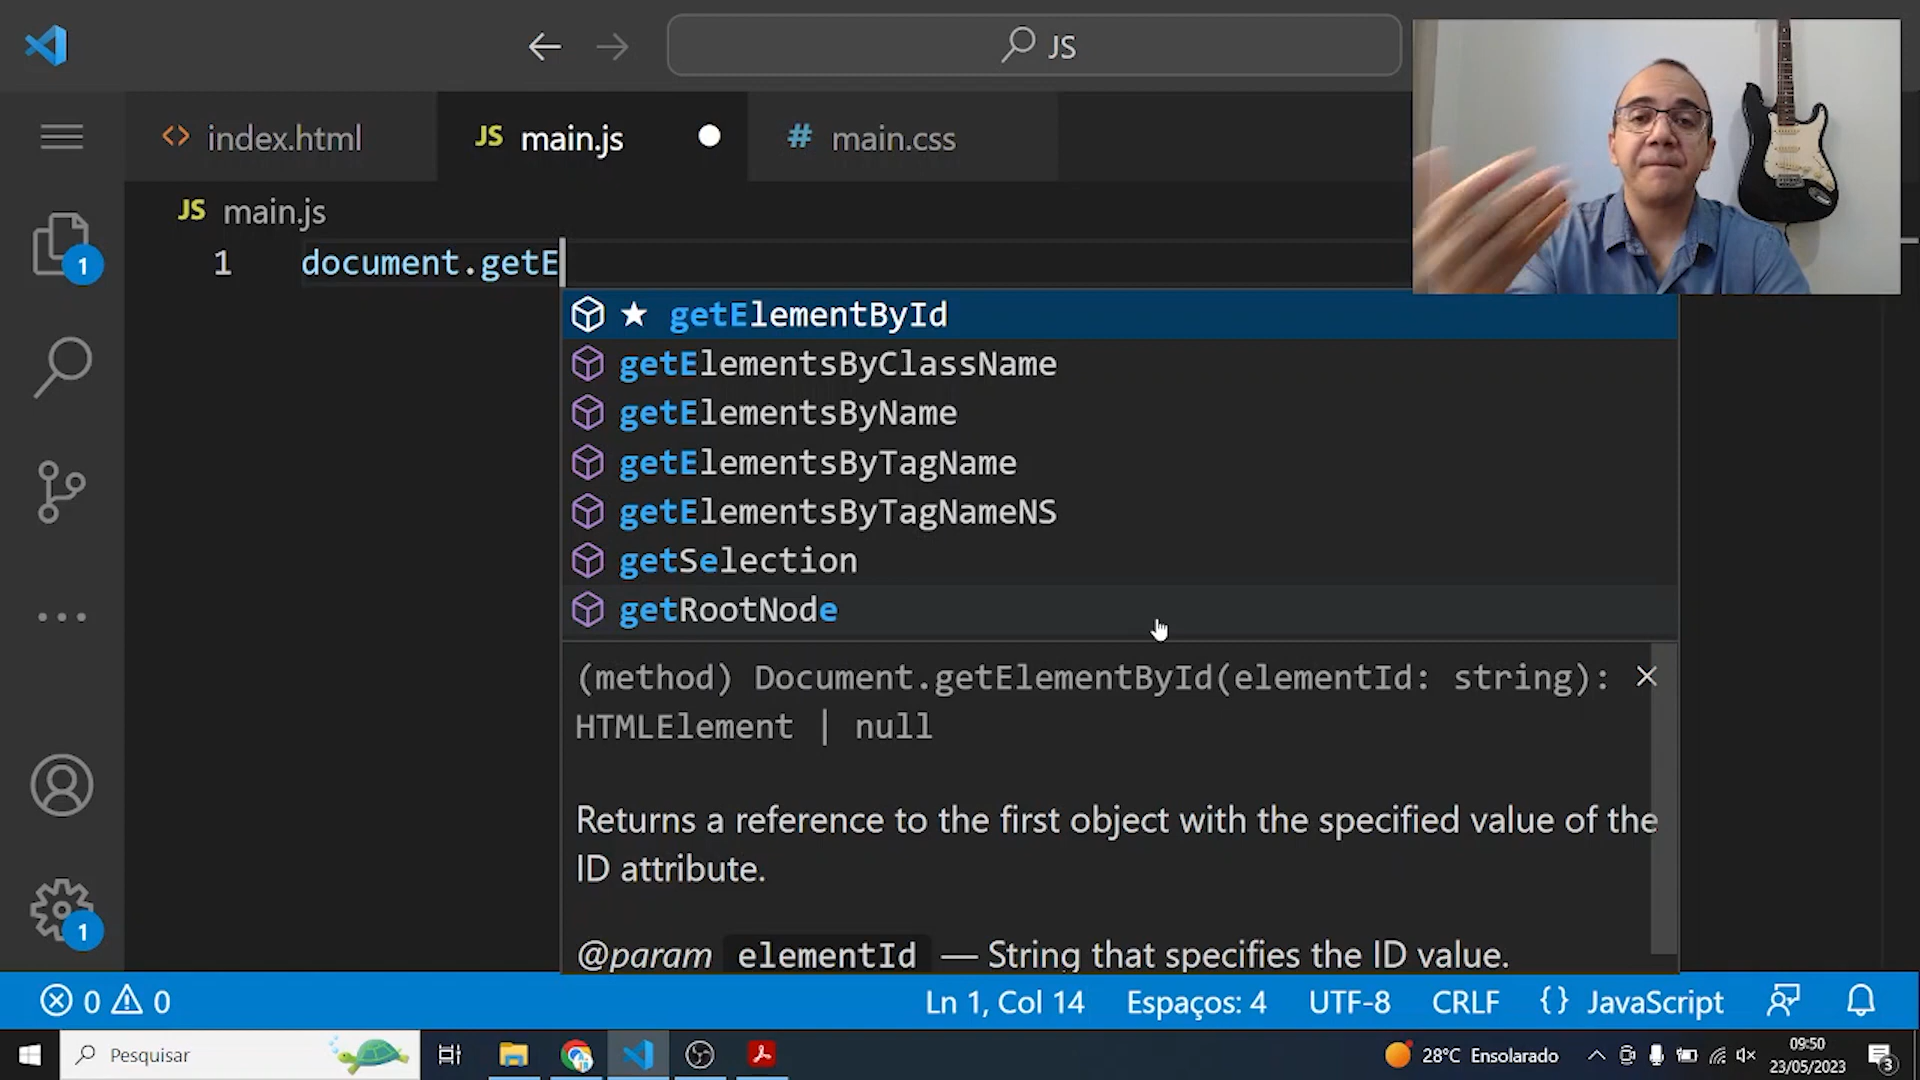 JS
index.html
JS main.js
# main.css
JS main.js
1
1 document.getE
★ getElementById
getElementsByClassName
getElementsByName
getElementsByTagName
getElementsByTagNameNS
getSelection
getRootNode
(method) Document.getElementById(elementId: string):
HTMLElement | null
Returns a reference to the first object with the specified value of the
ID attribute.
@param elementId — String that specifies the ID value.
1
0 0
Ln 1, Col 14
Espaços: 4
UTF-8
CRLF
{} JavaScript
Pesquisar
28°C Ensolarado
09:50
23/05/2023
3